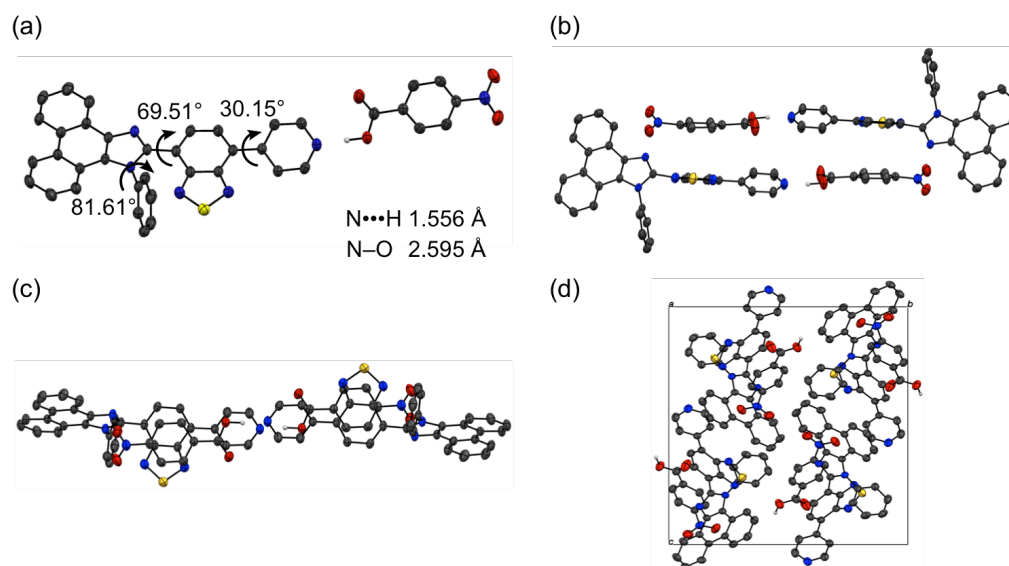 (a)
69.51°
30.15°
81.61°
N•••H 1.556 Å
N–O 2.595 Å
(b)
(c)
(d)
a
b
c